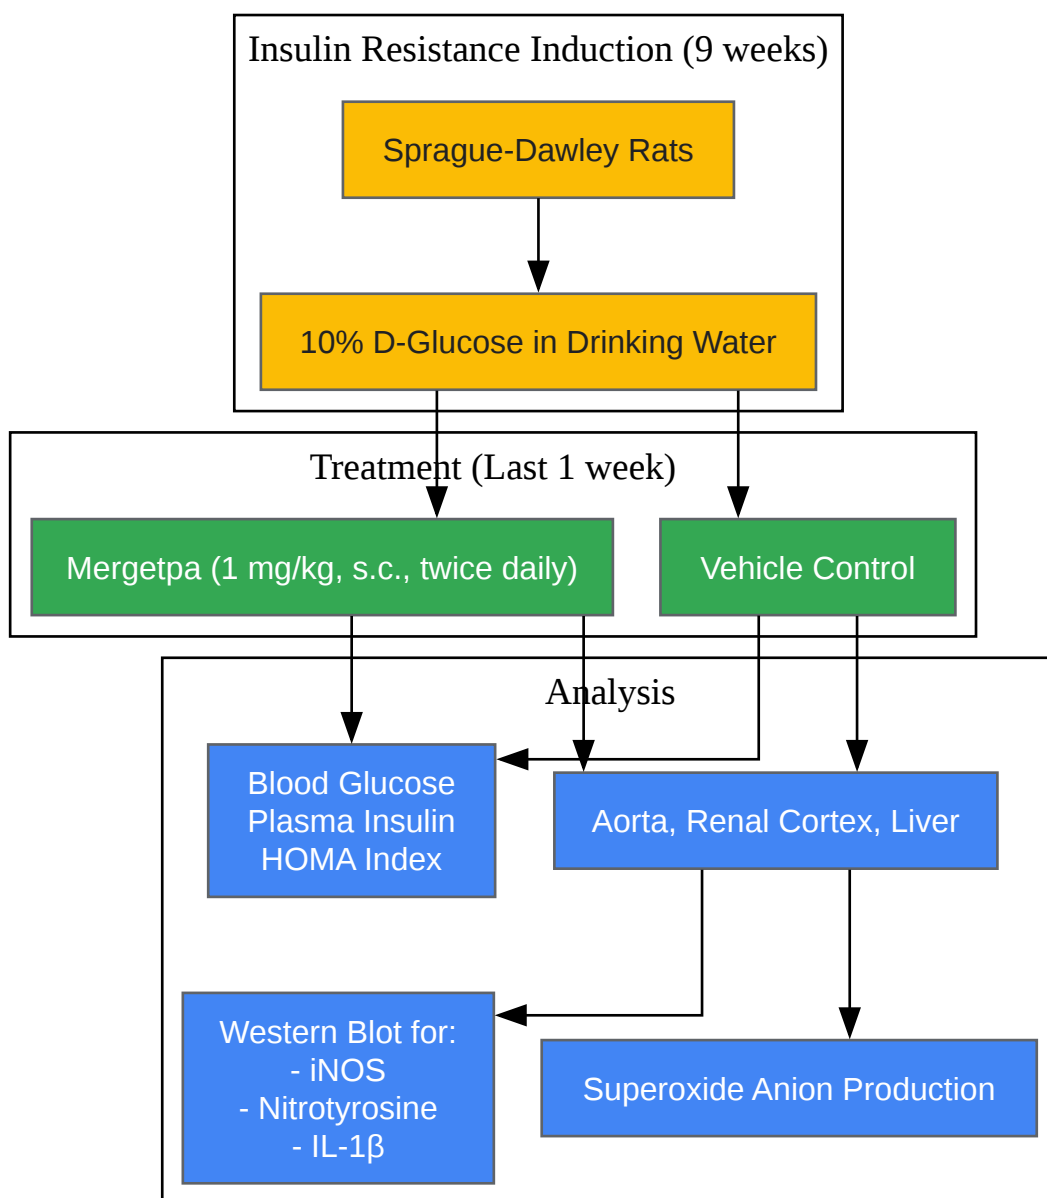 Insulin Resistance Induction (9 weeks)
Sprague-Dawley Rats
10% D-Glucose in Drinking Water
Treatment (Last 1 week)
Mergetpa (1 mg/kg, s.c., twice daily)
Vehicle Control
Analysis
Blood Glucose
Plasma Insulin
HOMA Index
Aorta, Renal Cortex, Liver
Western Blot for:
- iNOS
- Nitrotyrosine
- IL-1β
Superoxide Anion Production